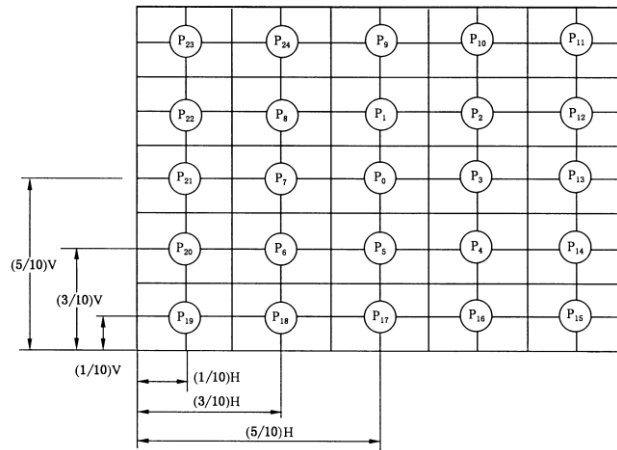 P₂₃ P₂₄ P₉ P₁₀ P₁₁
P₂₂ P₈ P₁ P₂ P₁₂
P₂₁ P₇ P₀ P₃ P₁₃
P₂₀ P₆ P₅ P₄ P₁₄
P₁₉ P₁₈ P₁₇ P₁₆ P₁₅
(5/10)V
(3/10)V
(1/10)V
(1/10)H
(3/10)H
(5/10)H